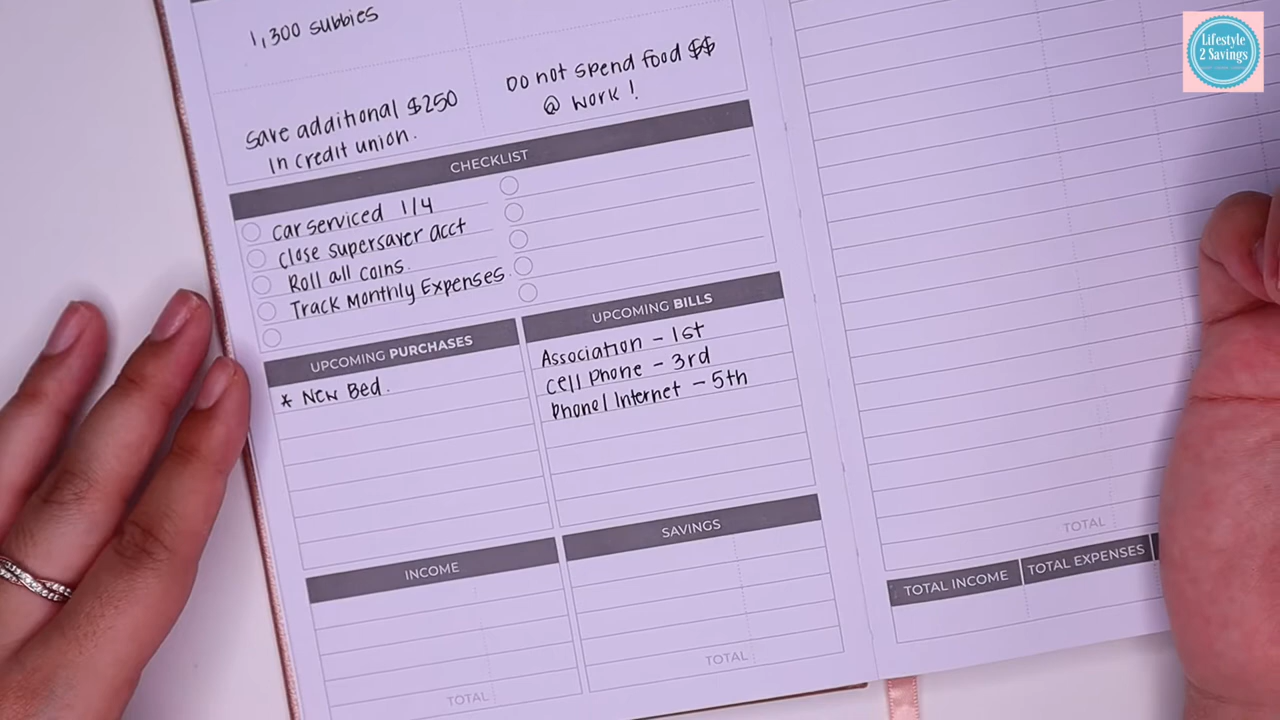 1,300 subbies
Save additional $250
in credit union.
Do not spend food $$
@ work!
CHECKLIST
Car serviced 1/4
Close supersaver acct
Roll all coins.
Track Monthly Expenses.
UPCOMING PURCHASES
* New Bed.
UPCOMING BILLS
Association - 1st
Cell Phone - 3rd
Phone/Internet - 5th
INCOME
TOTAL
SAVINGS
TOTAL
TOTAL
TOTAL INCOME
TOTAL EXPENSES
Lifestyle
2 Savings